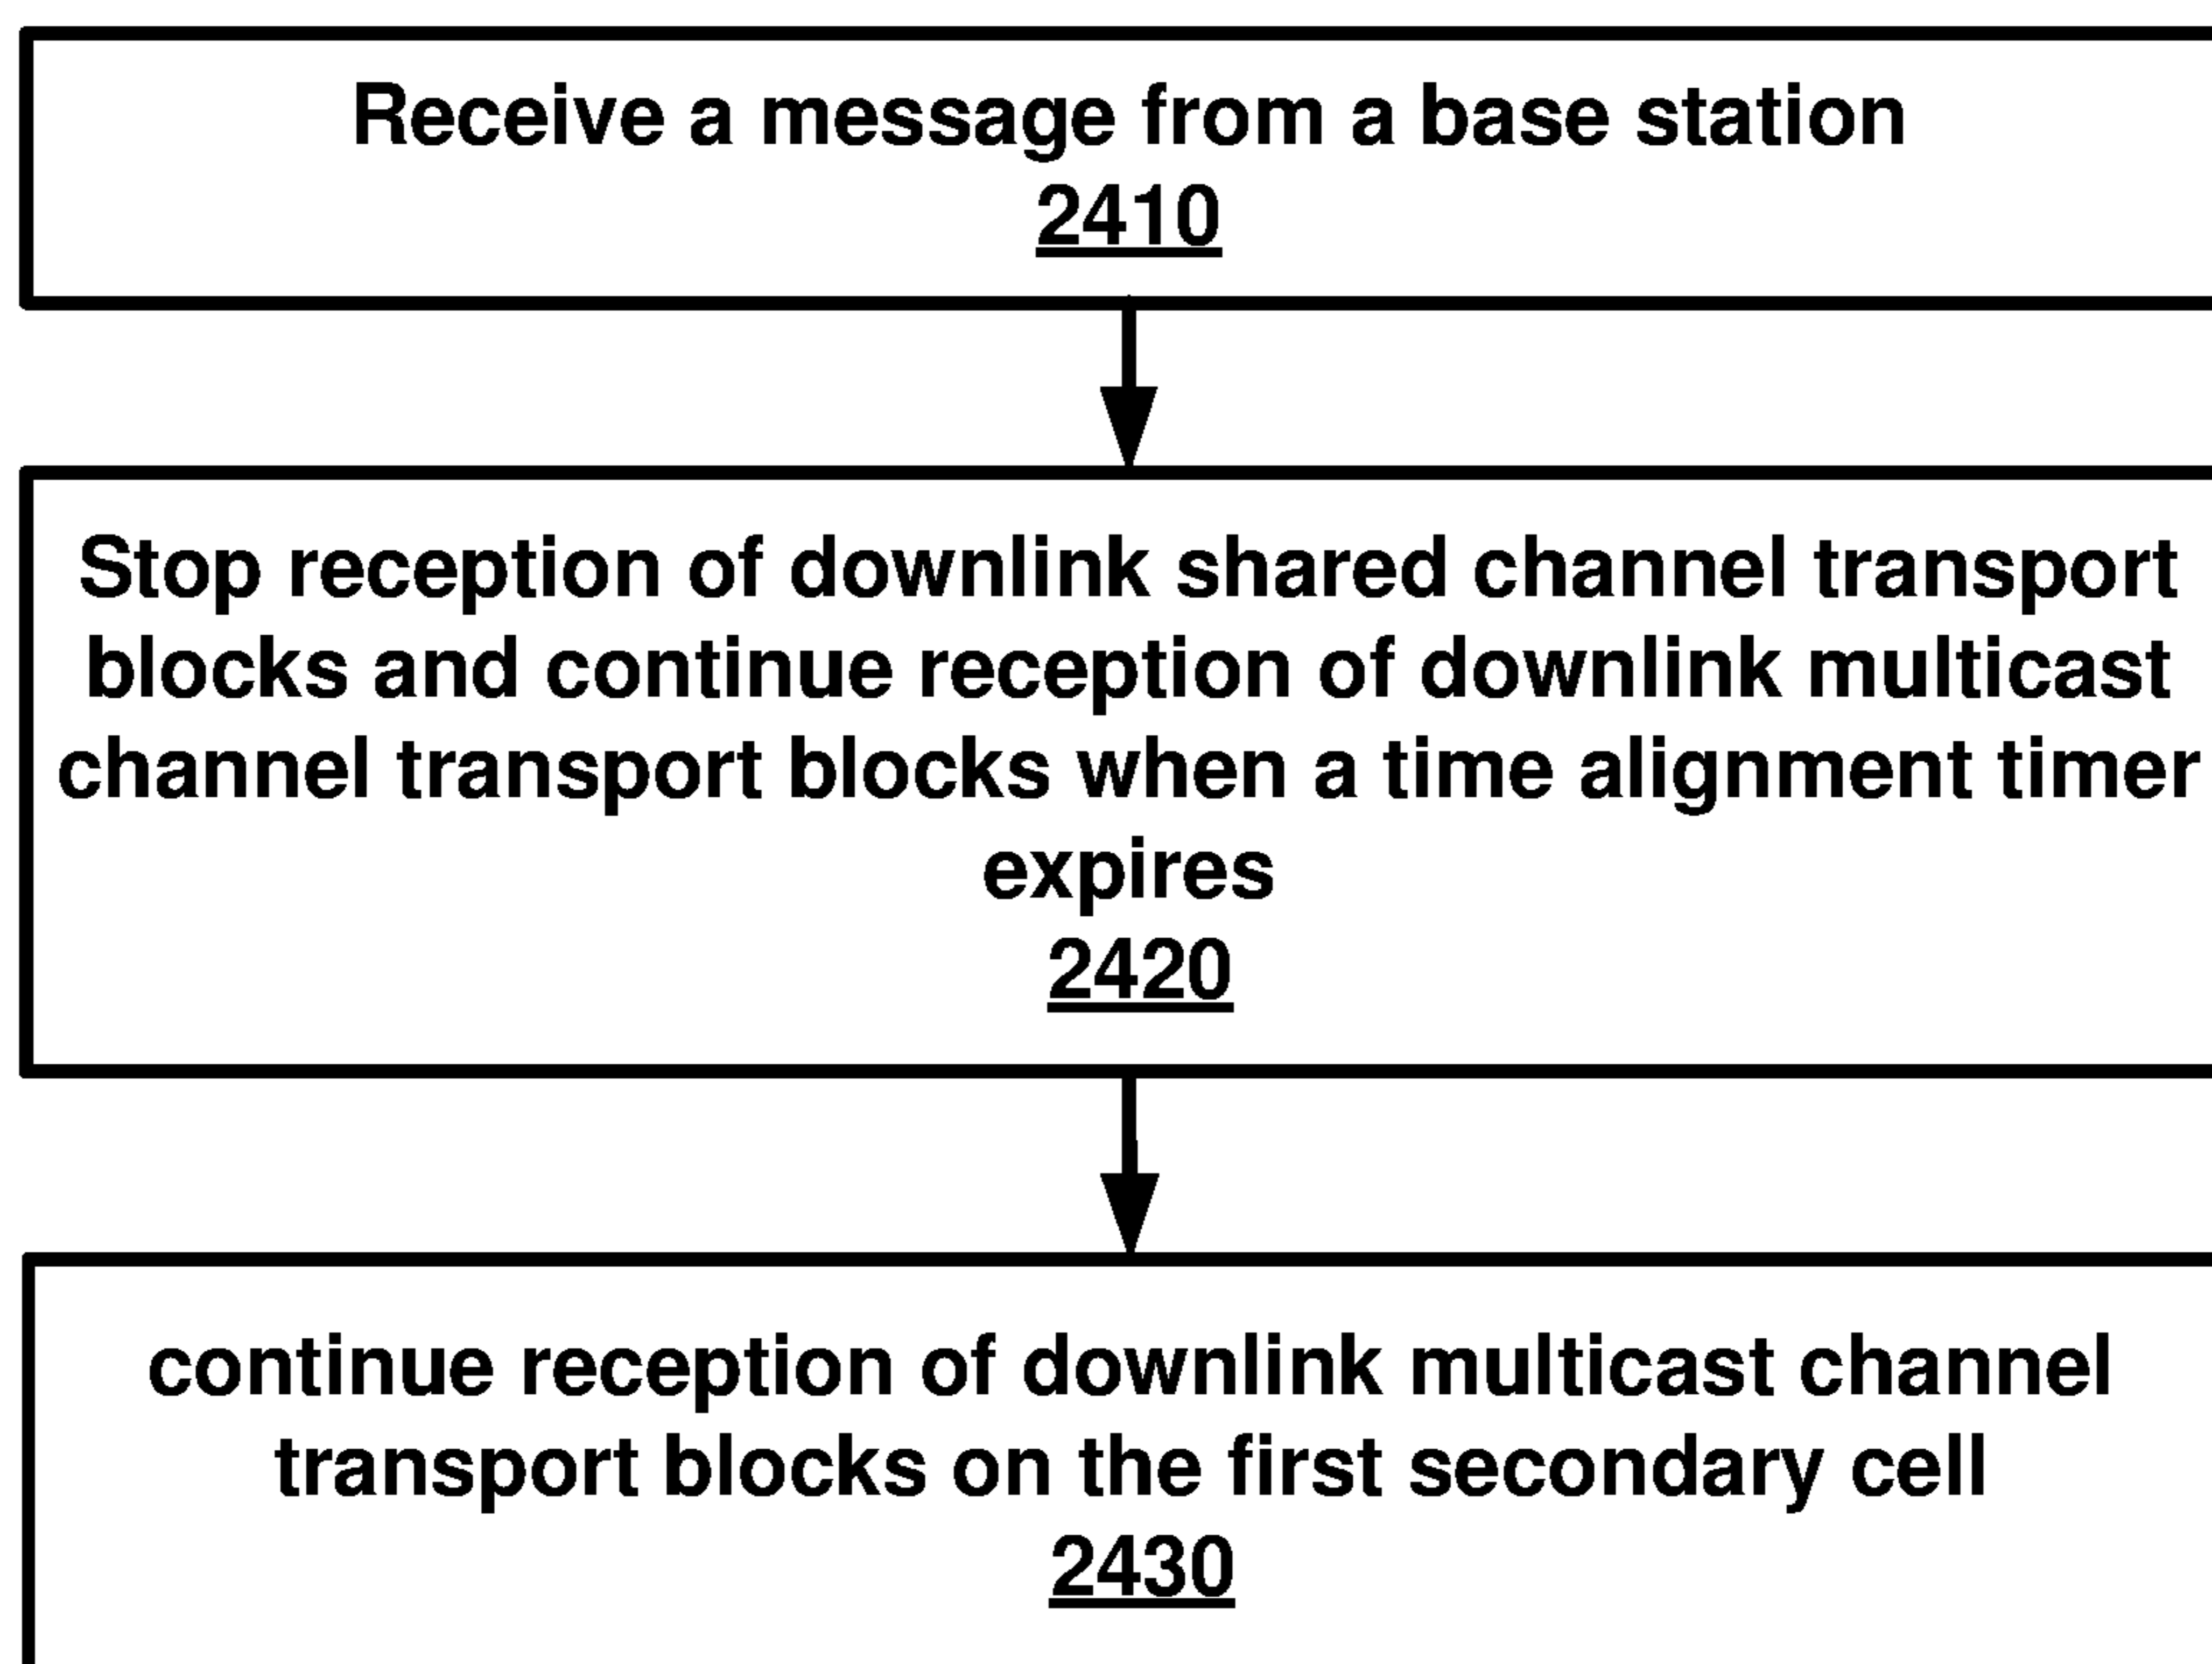 Receive a message from a base station
2410
Stop reception of downlink shared channel transport
blocks and continue reception of downlink multicast
channel transport blocks when a time alignment timer
expires
2420
continue reception of downlink multicast channel
transport blocks on the first secondary cell
2430